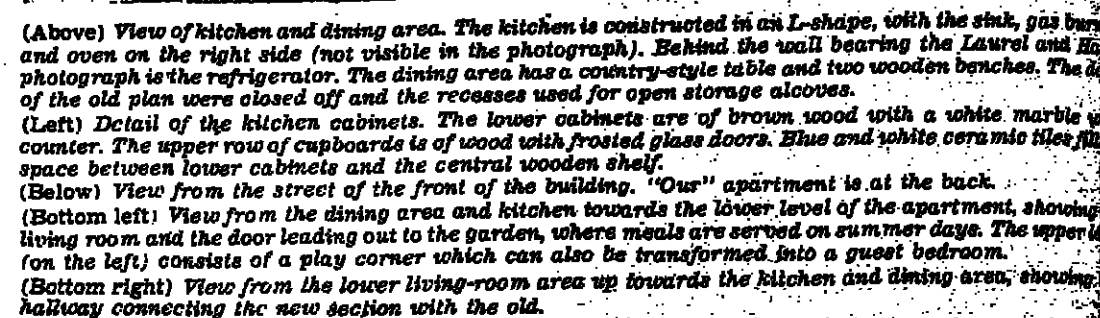 (Above) View of kitchen and dining area. The kitchen is constructed in an L-shape, with the sink, gas
and oven on the right side (not visible in the photograph). Behind the wall bearing the Laurel and
photograph is the refrigerator. The dining area has a country-style table and two wooden benches. The
of the old plan were closed off and the recesses used for open storage alcoves.
(Left) Detail of the kitchen cabinets. The lower cabinets are of brown wood with a white marble
counter. The upper row of cupboards is of wood with frosted glass doors. Blue and white ceramic tiles
space between lower cabinets and the central wooden shelf.
(Below) View from the street of the front of the building. "Our" apartment is at the back.
(Bottom left) View from the dining area and kitchen towards the lower level of the apartment, showing
living room and the door leading out to the garden, where meals are served on summer days. The upper
(on the left) consists of a play corner which can also be transformed into a guest bedroom.
(Bottom right) View from the lower living-room area up towards the kitchen and dining area, showing
hallway connecting the new section with the old.